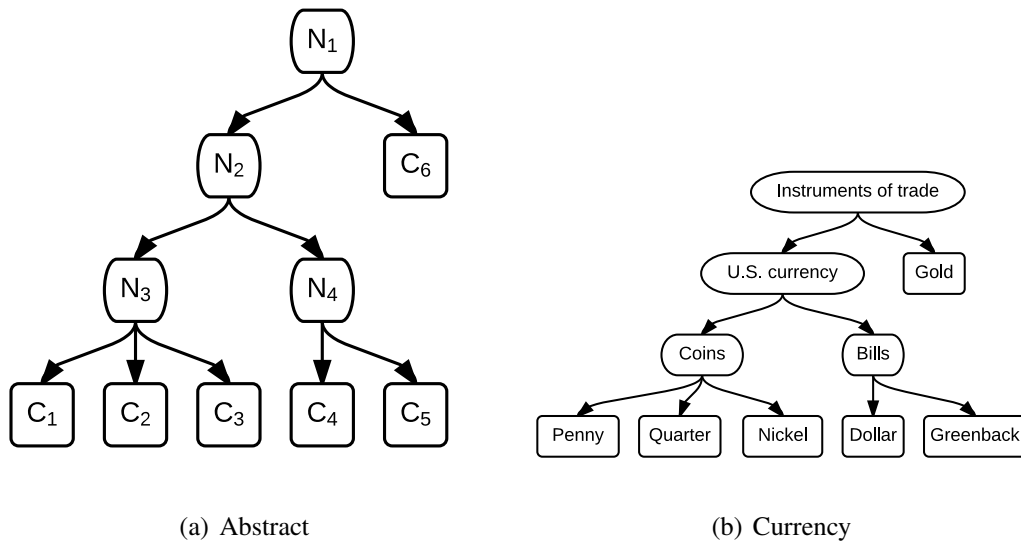 N₁
N₂
C₆
N₃
N₄
C₁
C₂
C₃
C₄
C₅
(a) Abstract
Instruments of trade
U.S. currency
Gold
Coins
Bills
Penny
Quarter
Nickel
Dollar
Greenback
(b) Currency